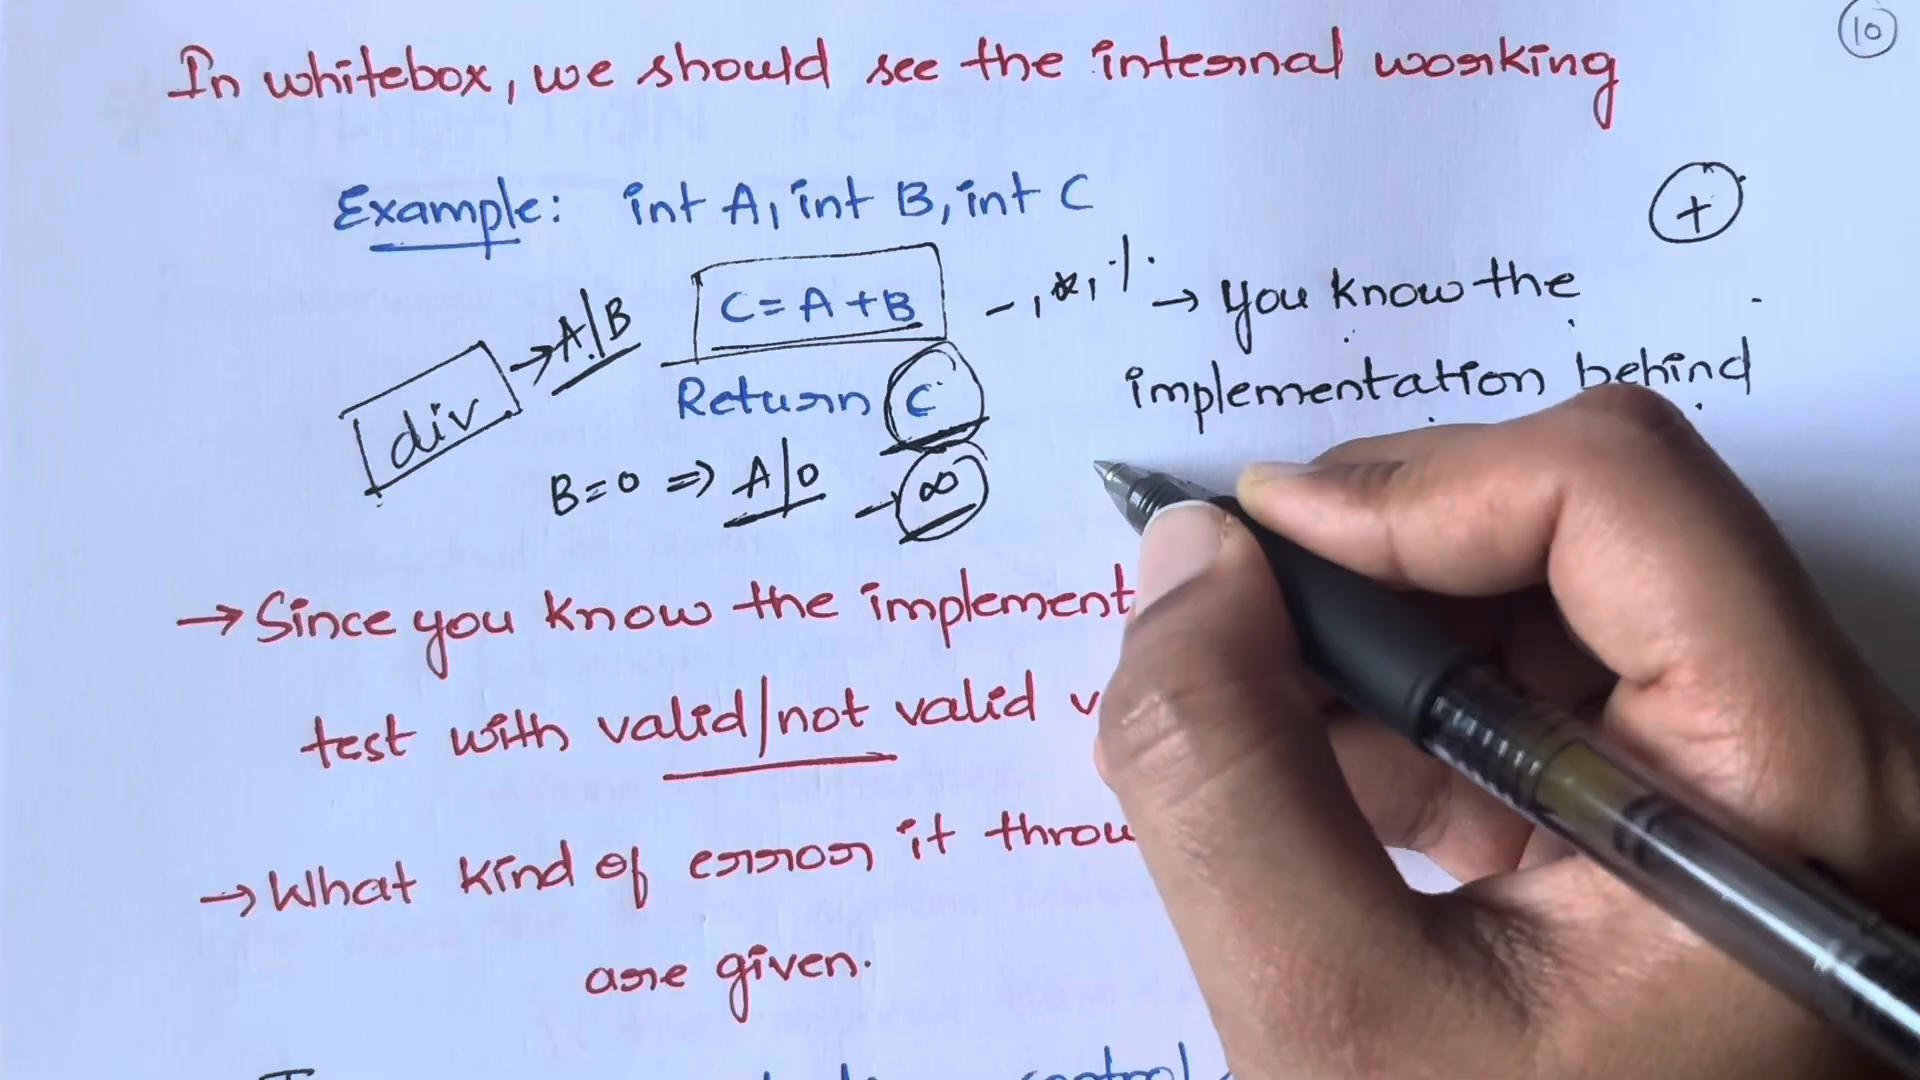 10
In whitebox, we should see the internal working
Example: int A, int B, int C
+
C = A + B
-, *, % → you know the
div → A/B
implementation behind
Return C
B=0 ⇒ A/0 → ∞
→ Since you know the implement
test with valid/not valid v
→ What kind of error it throw
are given.
control